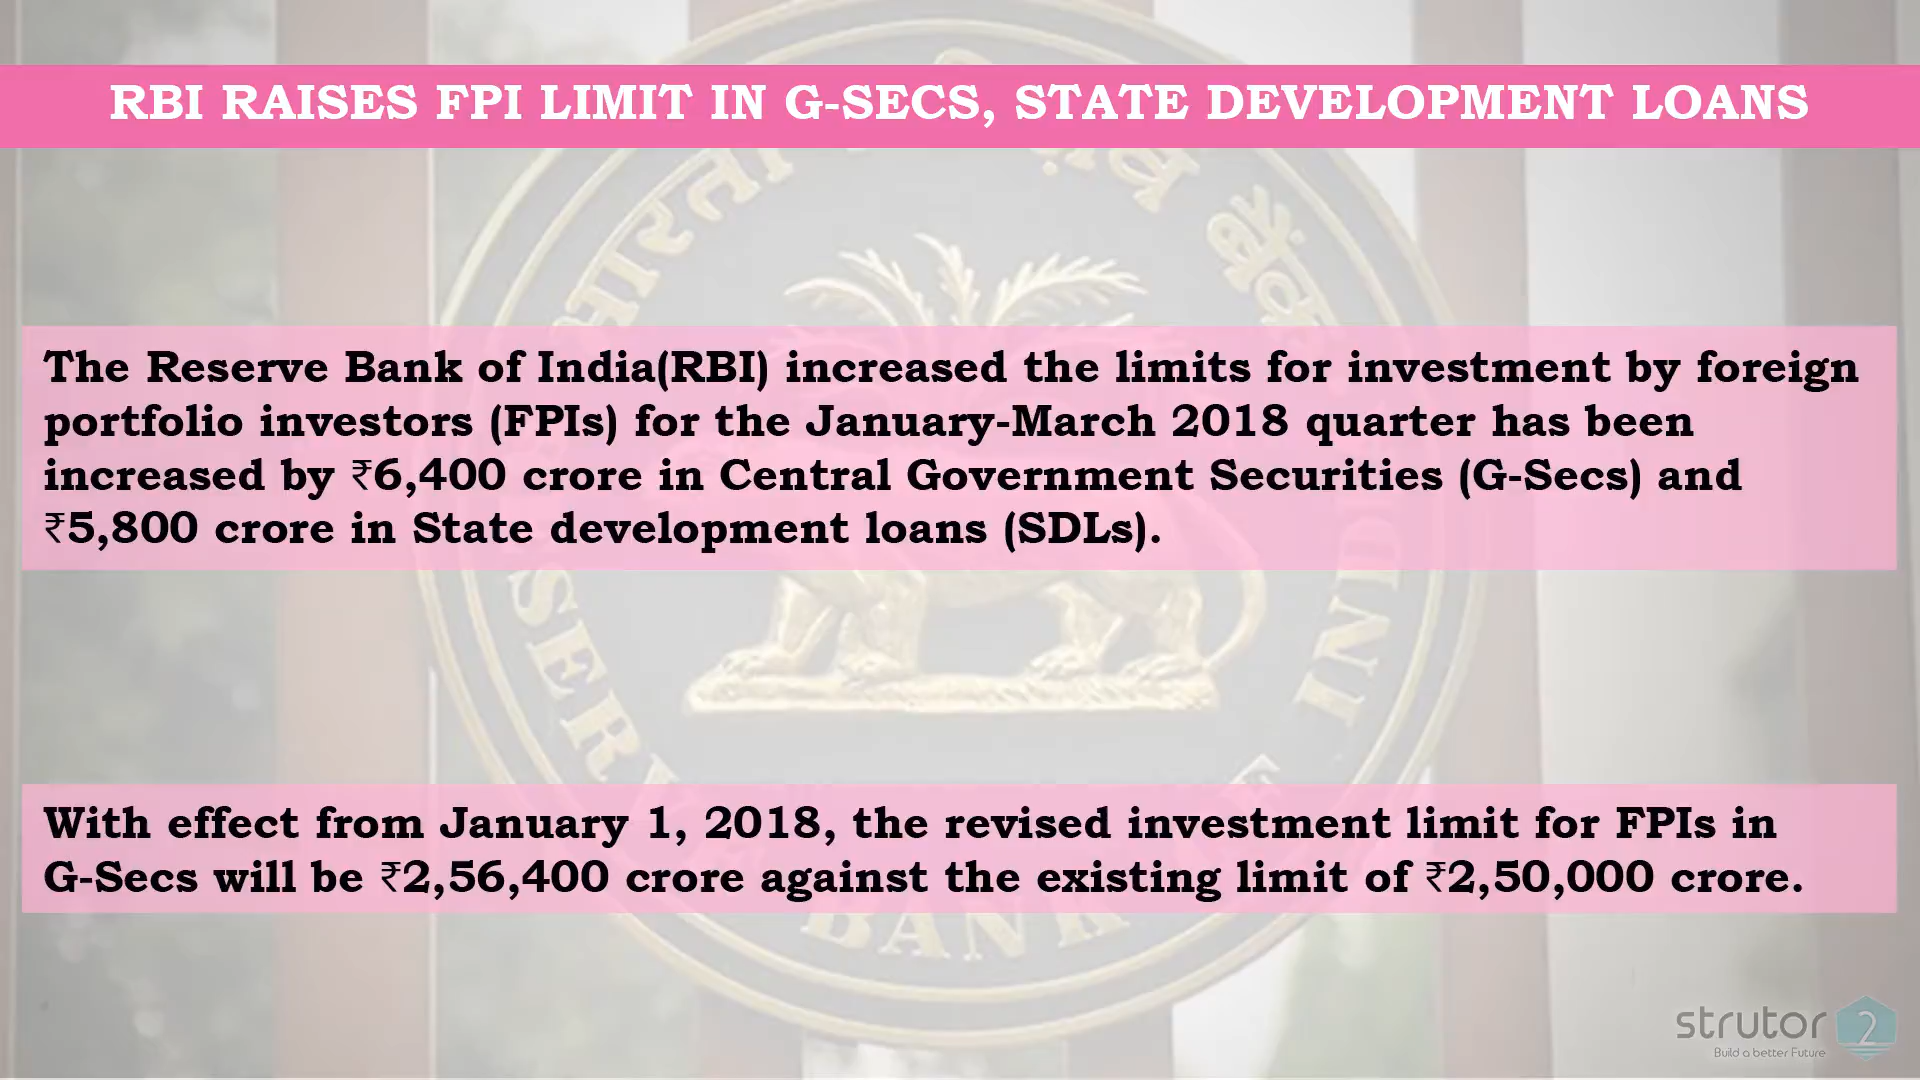 RBI RAISES FPI LIMIT IN G-SECS, STATE DEVELOPMENT LOANS
The Reserve Bank of India(RBI) increased the limits for investment by foreign
portfolio investors (FPIs) for the January-March 2018 quarter has been
increased by ₹6,400 crore in Central Government Securities (G-Secs) and
₹5,800 crore in State development loans (SDLs).
With effect from January 1, 2018, the revised investment limit for FPIs in
G-Secs will be ₹2,56,400 crore against the existing limit of ₹2,50,000 crore.
BANK
strutor 2
Build a better Future